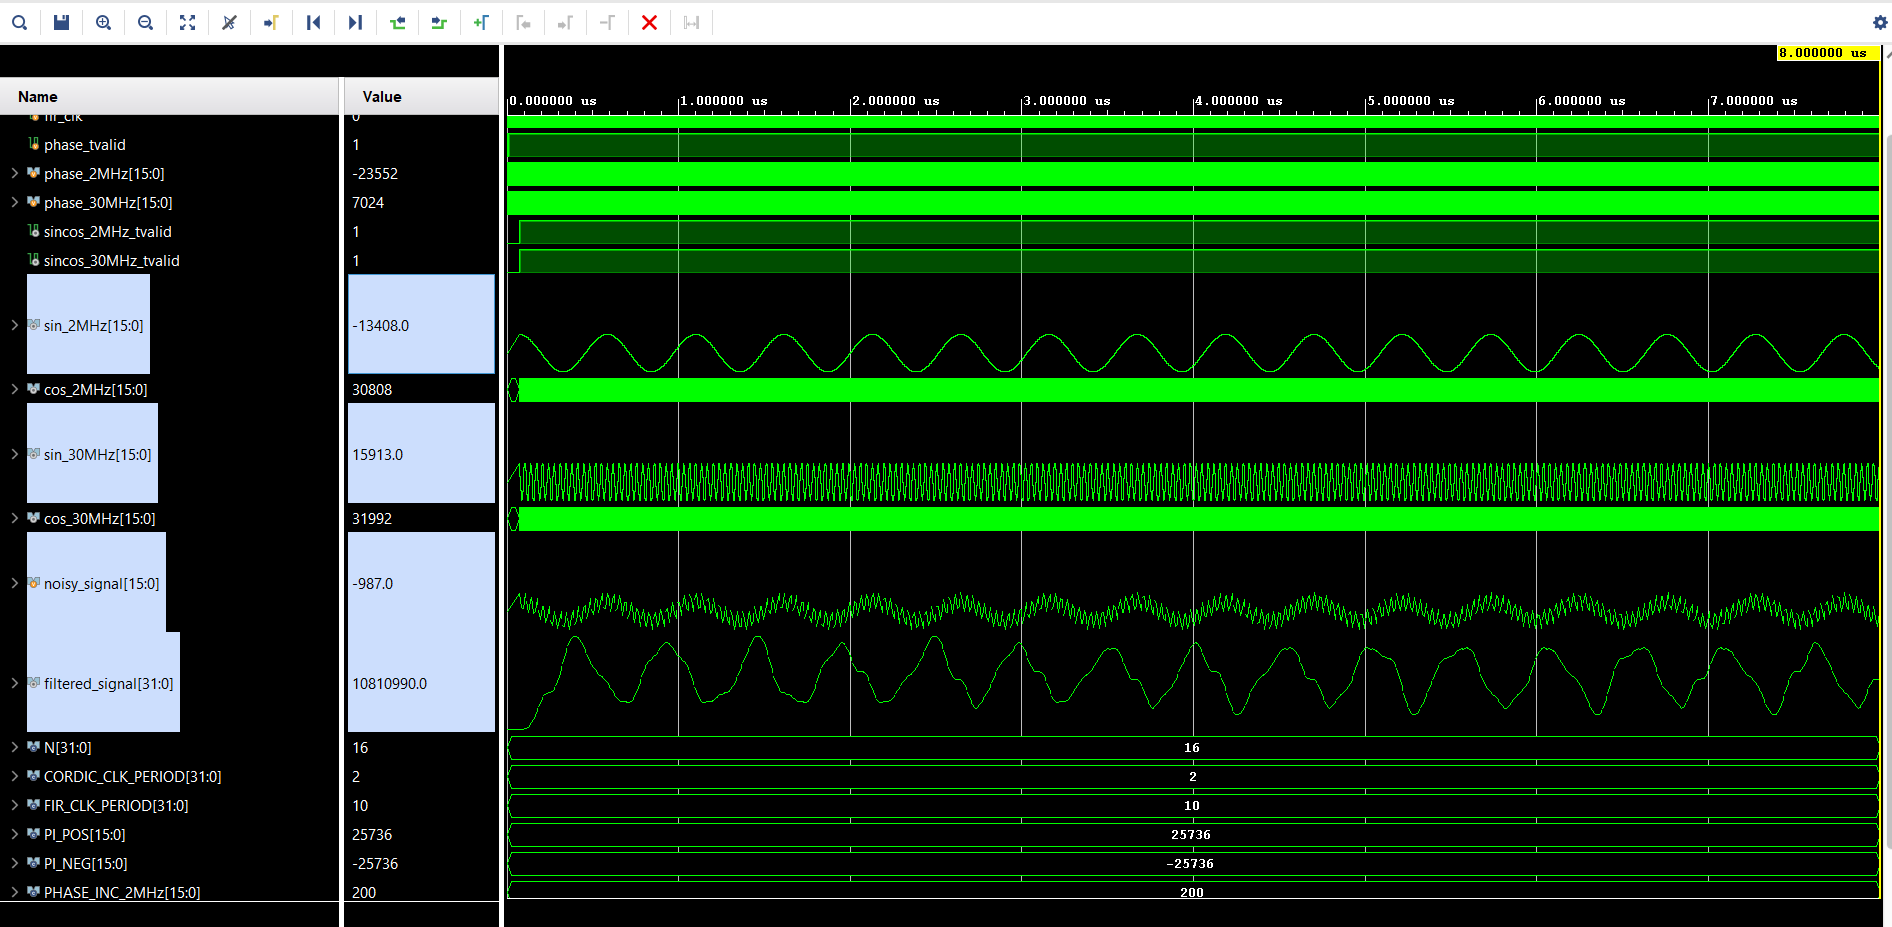 8.000000 us
Name Value
0.000000 us 1.000000 us 2.000000 us 3.000000 us 4.000000 us 5.000000 us 6.000000 us 7.000000 us
fir_clk 0
phase_tvalid 1
phase_2MHz[15:0] -23552
phase_30MHz[15:0] 7024
sincos_2MHz_tvalid 1
sincos_30MHz_tvalid 1
sin_2MHz[15:0] -13408.0
cos_2MHz[15:0] 30808
sin_30MHz[15:0] 15913.0
cos_30MHz[15:0] 31992
noisy_signal[15:0] -987.0
filtered_signal[31:0] 10810990.0
N[31:0] 16 16
CORDIC_CLK_PERIOD[31:0] 2 2
FIR_CLK_PERIOD[31:0] 10 10
PI_POS[15:0] 25736 25736
PI_NEG[15:0] -25736 -25736
PHASE_INC_2MHz[15:0] 200 200